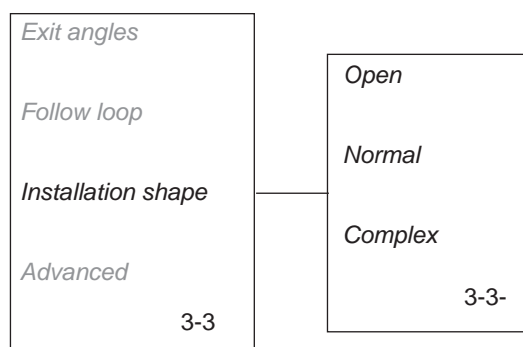 Exit angles
Follow loop
Installation shape
Advanced
3-3
Open
Normal
Complex
3-3-